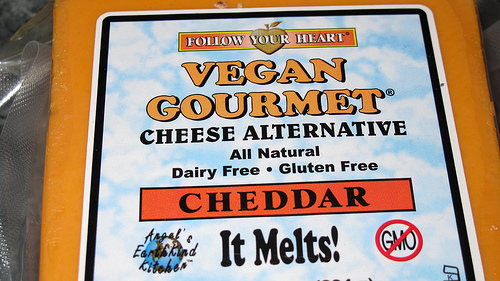 FOLLOW YOUR HEART®
VEGAN
GOURMET®
CHEESE ALTERNATIVE
All Natural
Dairy Free • Gluten Free
CHEDDAR
Angel's
EarthKind
Kitchen™
It Melts!
GMO
K